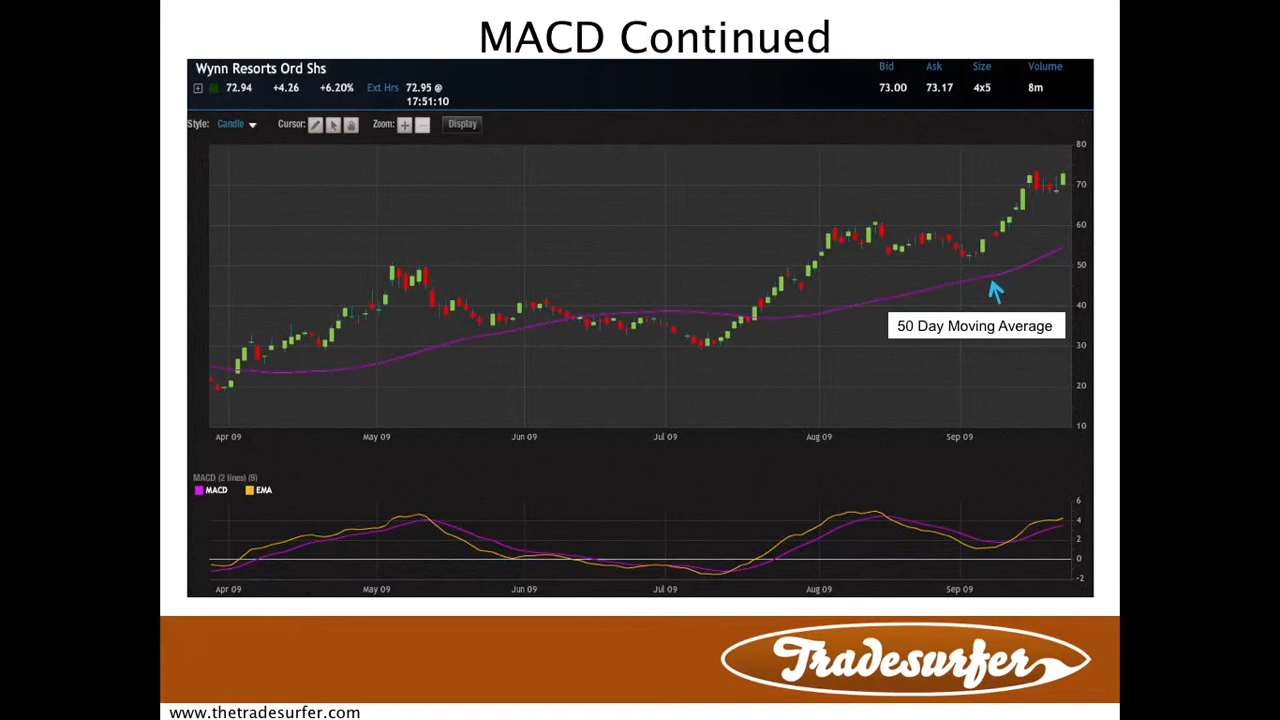 MACD Continued
Wynn Resorts Ord Shs
72.94 +4.26 +6.20% Ext Hrs 72.95 @
17:51:10
Bid Ask Size Volume
73.00 73.17 4x5 8m
Style: Candle Cursor: Zoom: Display
80
70
60
50
40
30
20
10
50 Day Moving Average
Apr 09 May 09 Jun 09 Jul 09 Aug 09 Sep 09
MACD (2 lines) (9)
MACD EMA
6
4
2
0
-2
Apr 09 May 09 Jun 09 Jul 09 Aug 09 Sep 09
Tradesurfer
www.thetradesurfer.com